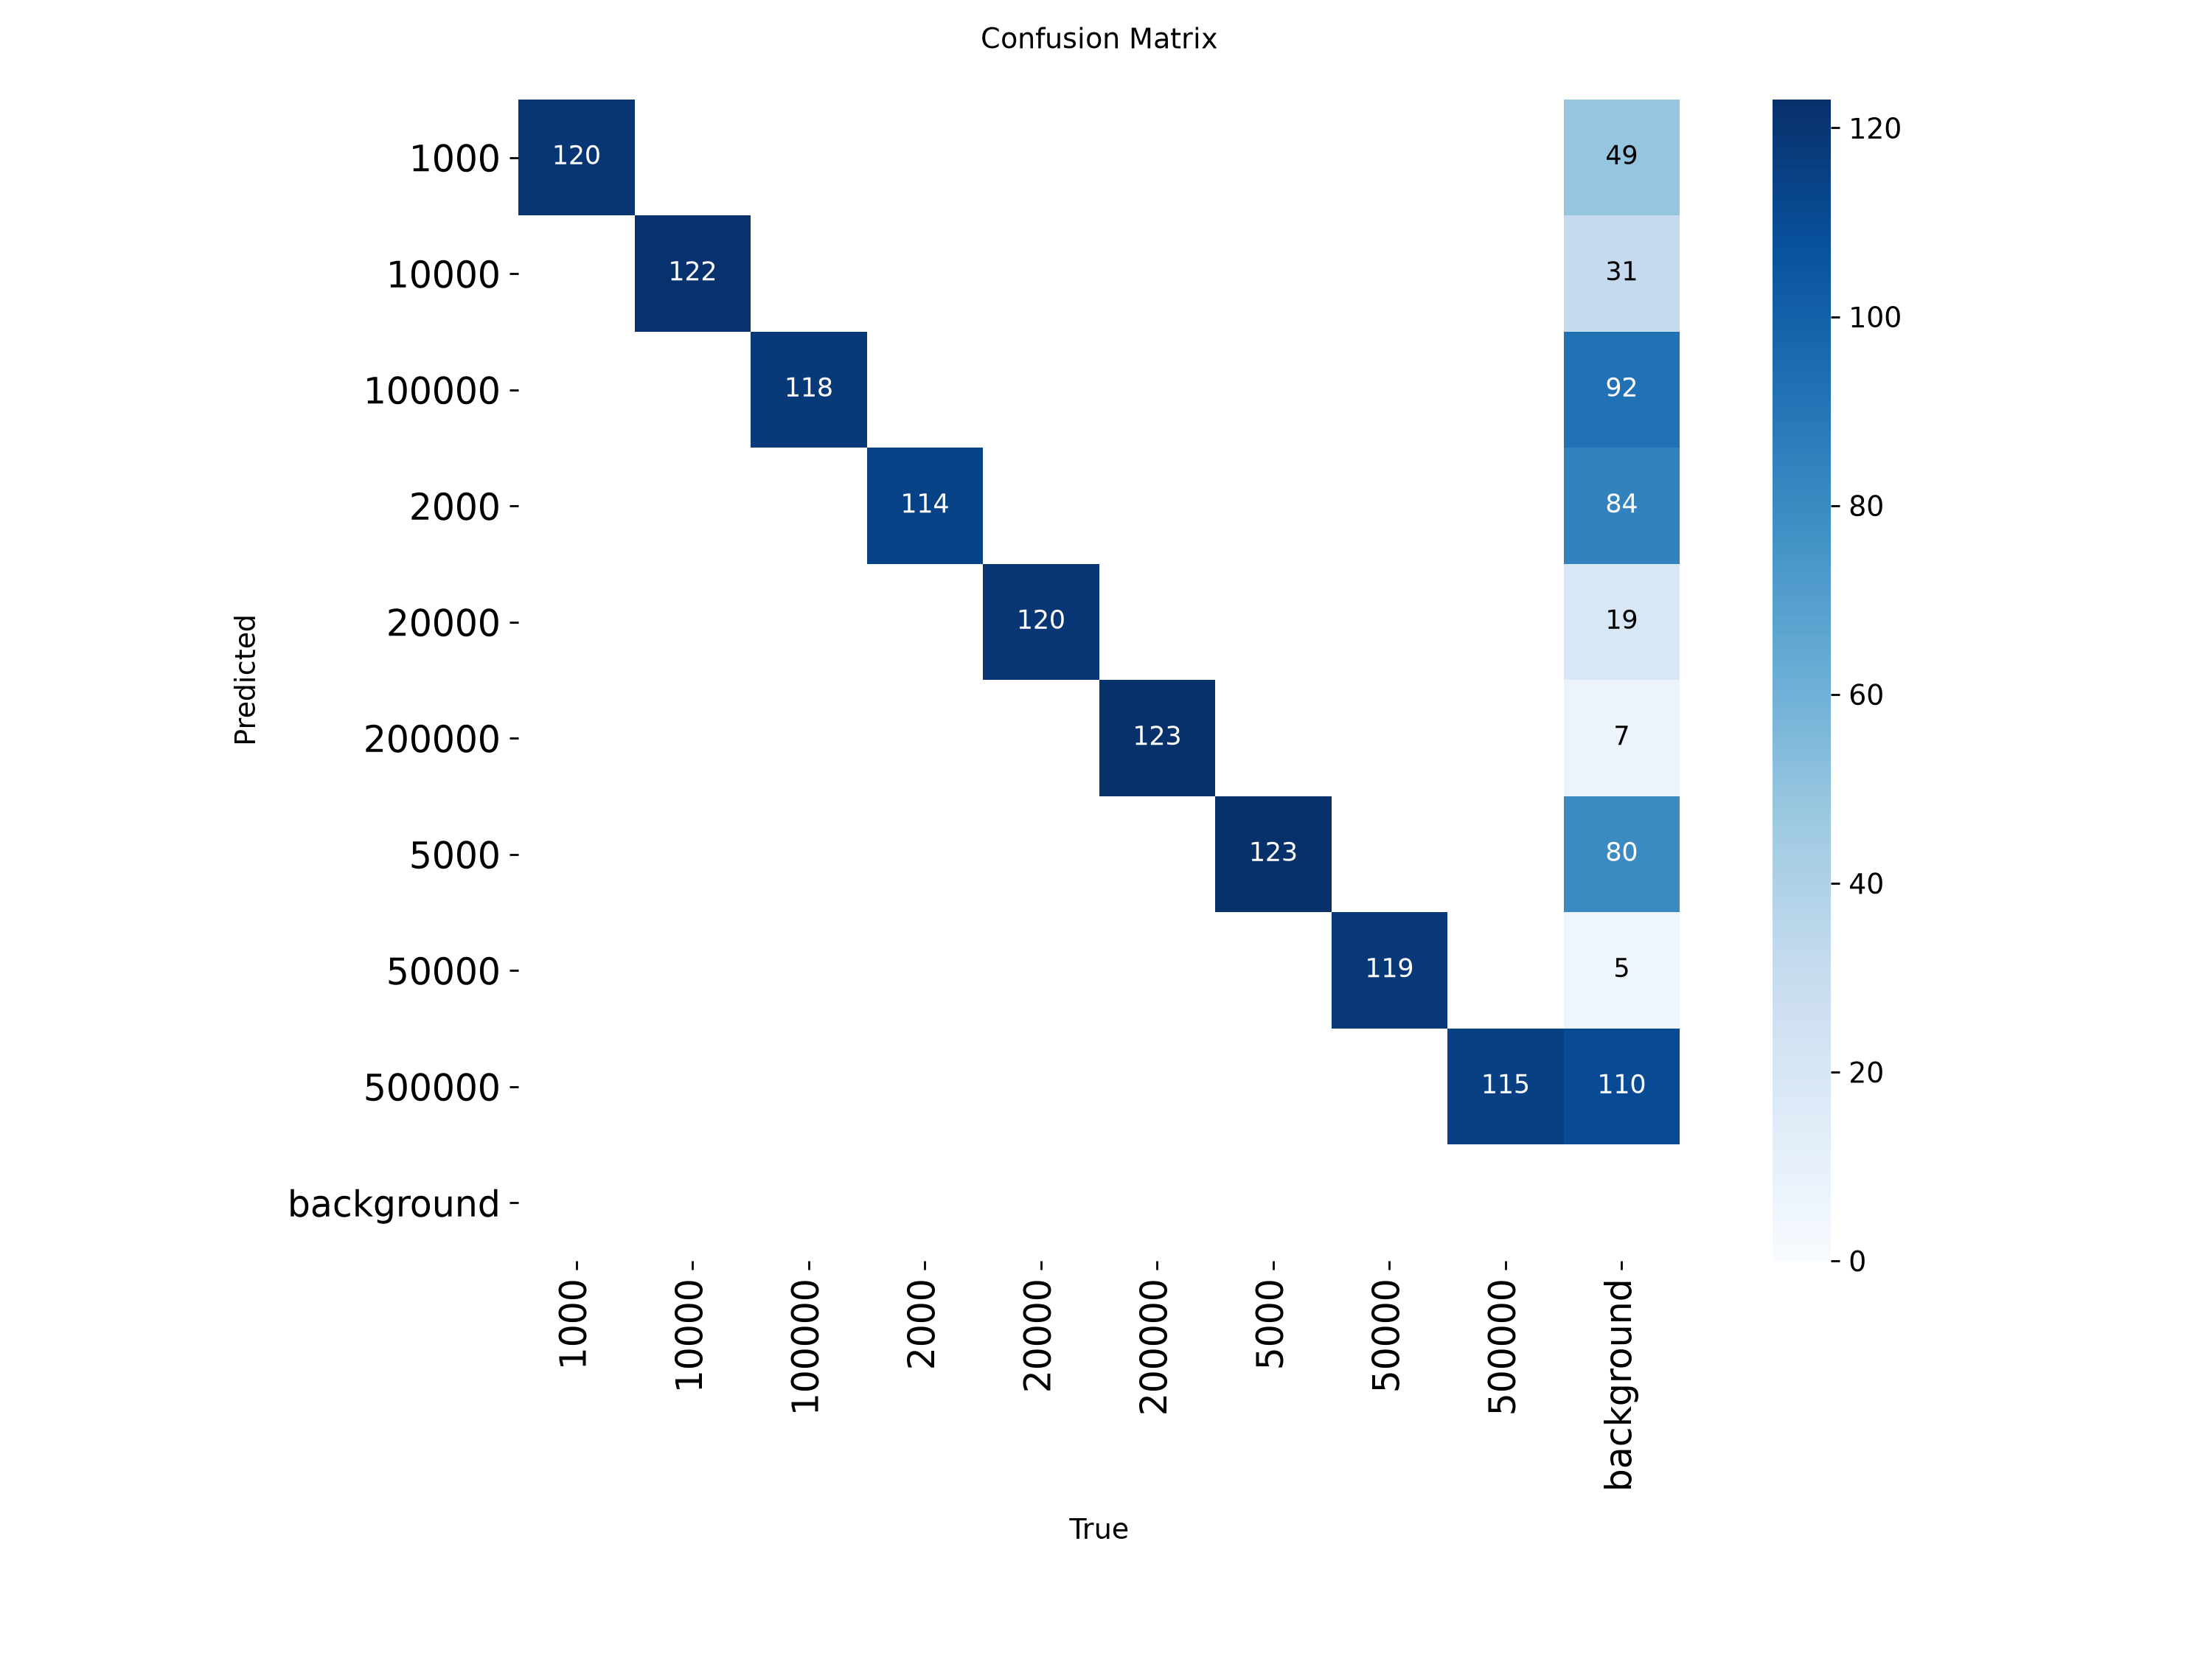 Confusion Matrix
1000 120 49 120
10000 122 31
100000 118 92 100
2000 114 84 80
20000 120 19
200000 123 7 60
5000 123 80 40
50000 119 5
500000 115 110 20
background 0
1000 10000 100000 2000 20000 200000 5000 50000 500000 background
Predicted
True